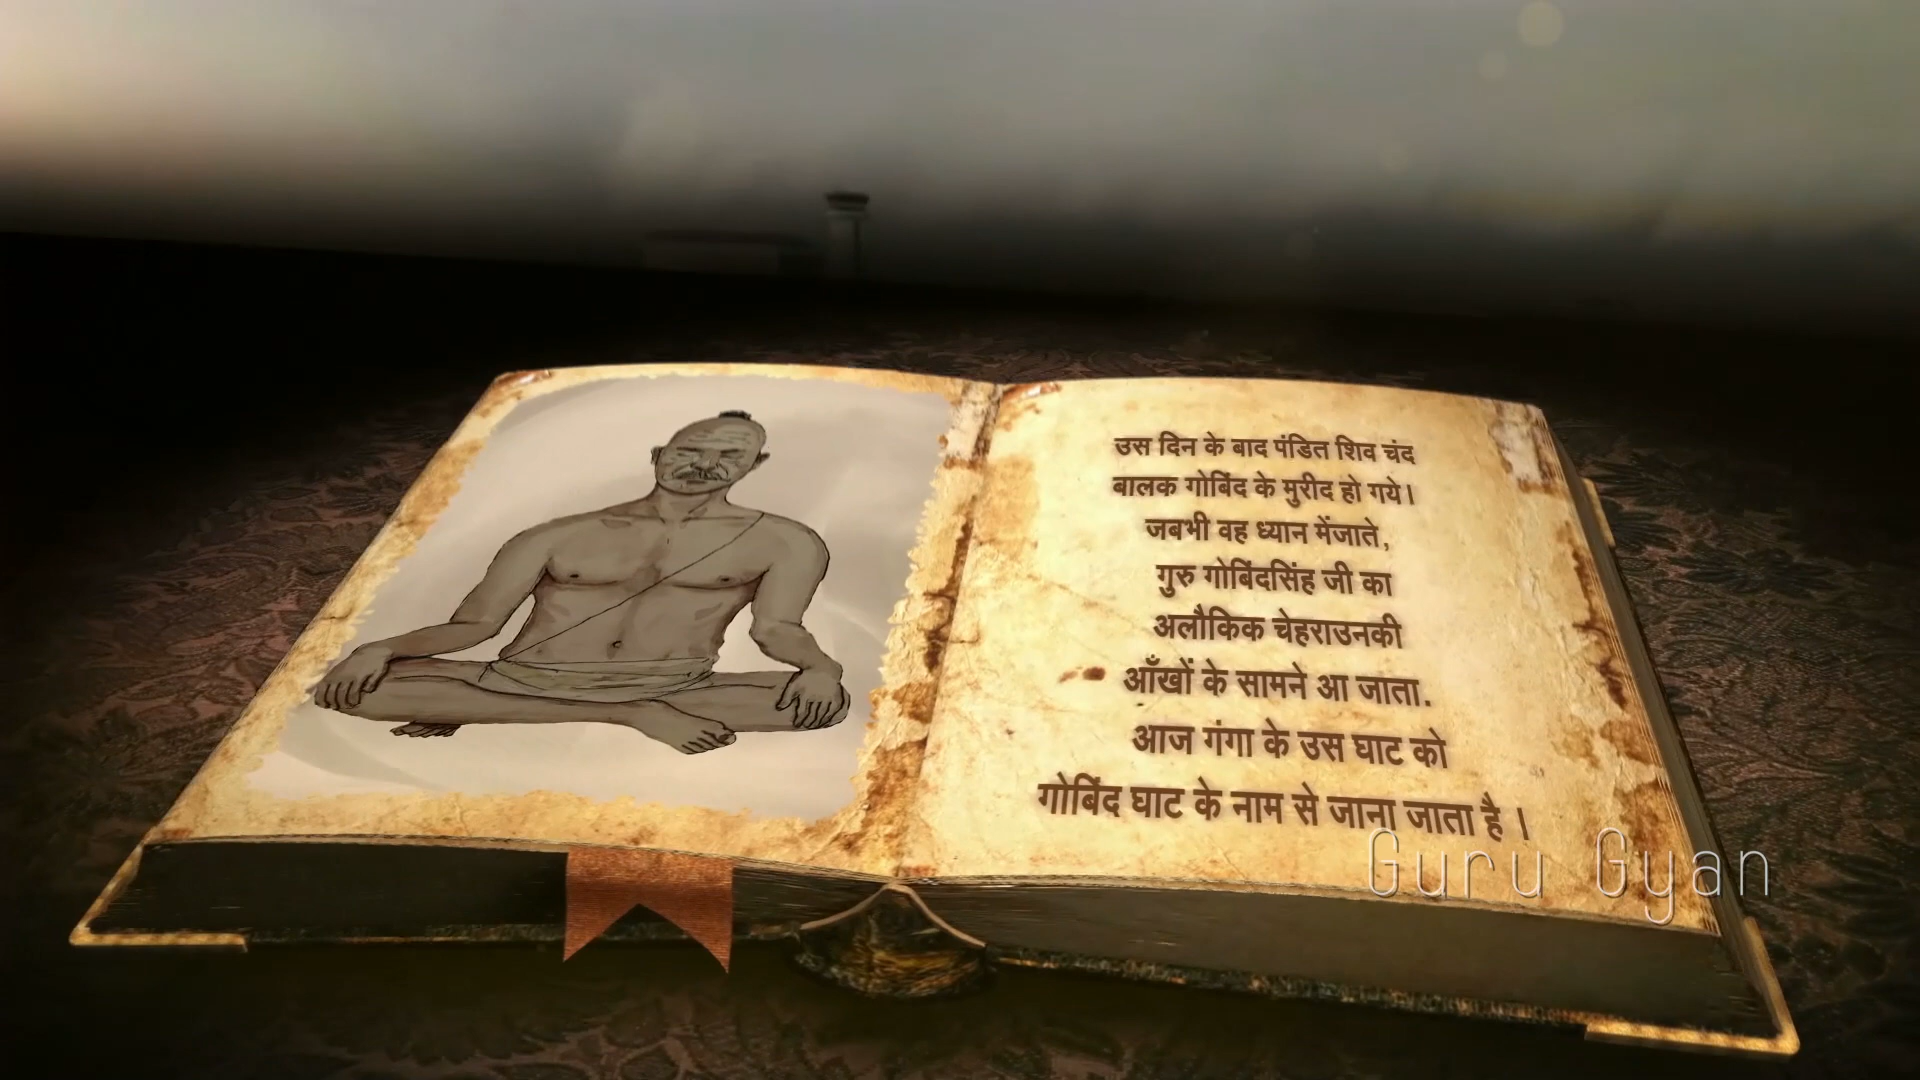 उस दिन के बाद पंडित शिव चंद
बालक गोबिंद के मुरीद हो गये।
जबभी वह ध्यान मेंजाते,
गुरु गोबिंदसिंह जी का
अलौकिक चेहराउनकी
आँखों के सामने आ जाता.
आज गंगा के उस घाट को
गोबिंद घाट के नाम से जाना जाता है ।
Guru Gyan